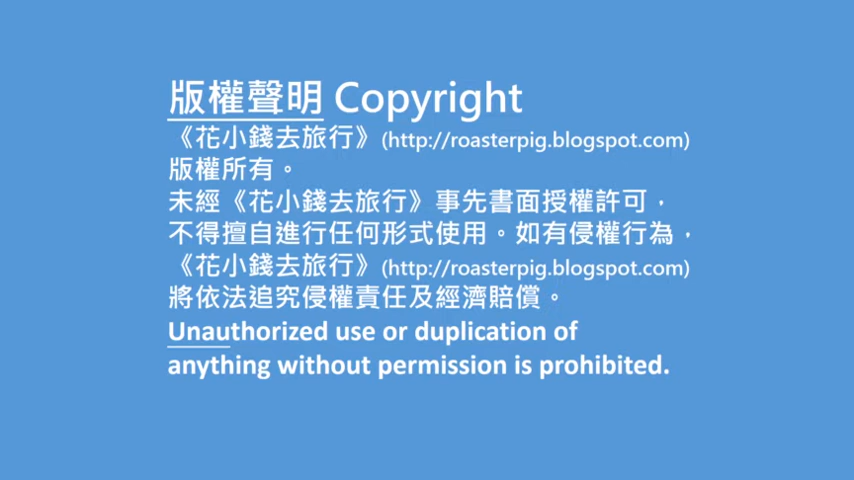 版權聲明 Copyright
《花小錢去旅行》(http://roasterpig.blogspot.com)
版權所有。
未經《花小錢去旅行》事先書面授權許可，
不得擅自進行任何形式使用。如有侵權行為，
《花小錢去旅行》(http://roasterpig.blogspot.com)
將依法追究侵權責任及經濟賠償。
Unauthorized use or duplication of
anything without permission is prohibited.